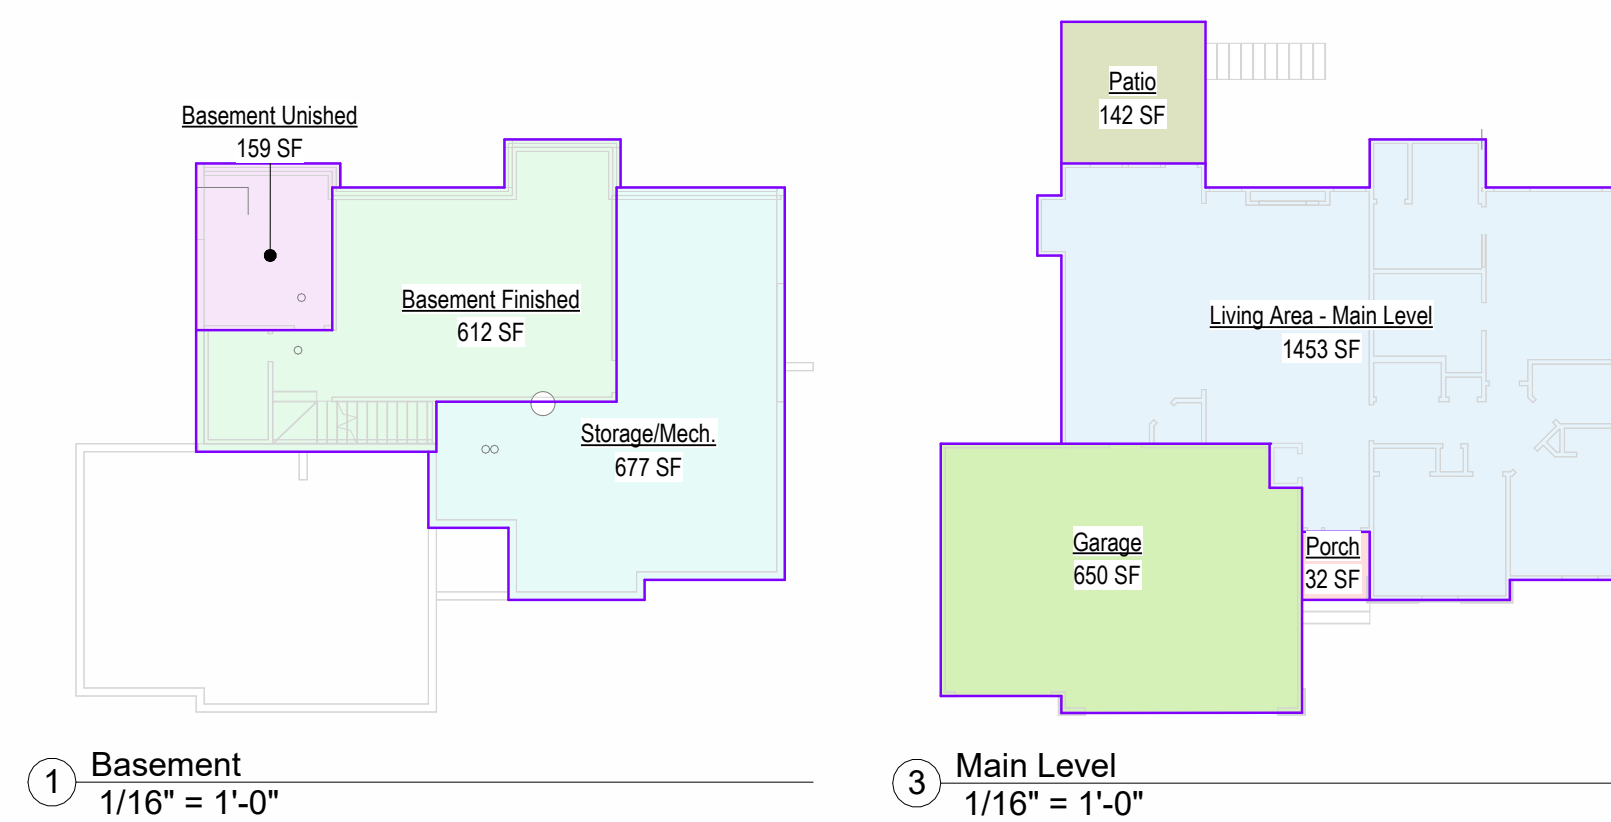 Basement Unished
159 SF
Basement Finished
612 SF
Storage/Mech.
677 SF
1 Basement
1/16" = 1'-0"
Patio
142 SF
Living Area - Main Level
1453 SF
Garage
650 SF
Porch
32 SF
3 Main Level
1/16" = 1'-0"